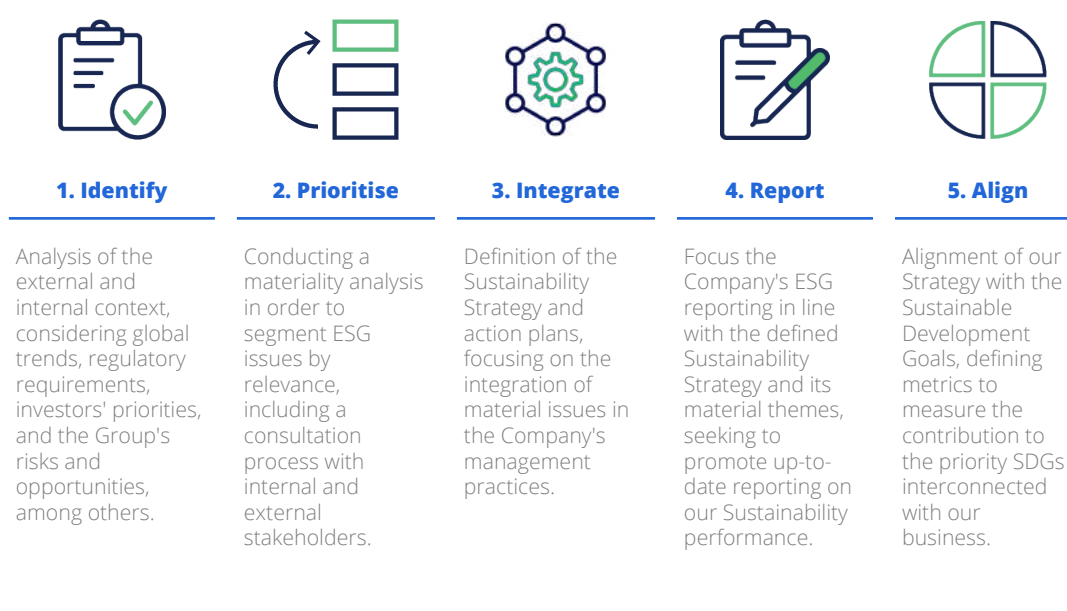 1. Identify
Analysis of the
external and
internal context,
considering global
trends, regulatory
requirements,
investors' priorities,
and the Group's
risks and
opportunities,
among others.
2. Prioritise
Conducting a
materiality analysis
in order to
segment ESG
issues by
relevance,
including a
consultation
process with
internal and
external
stakeholders.
3. Integrate
Definition of the
Sustainability
Strategy and
action plans,
focusing on the
integration of
material issues in
the Company's
management
practices.
4. Report
Focus the
Company's ESG
reporting in line
with the defined
Sustainability
Strategy and its
material themes,
seeking to
promote up-to-
date reporting on
our Sustainability
performance.
5. Align
Alignment of our
Strategy with the
Sustainable
Development
Goals, defining
metrics to
measure the
contribution to
the priority SDGs
interconnected
with our
business.